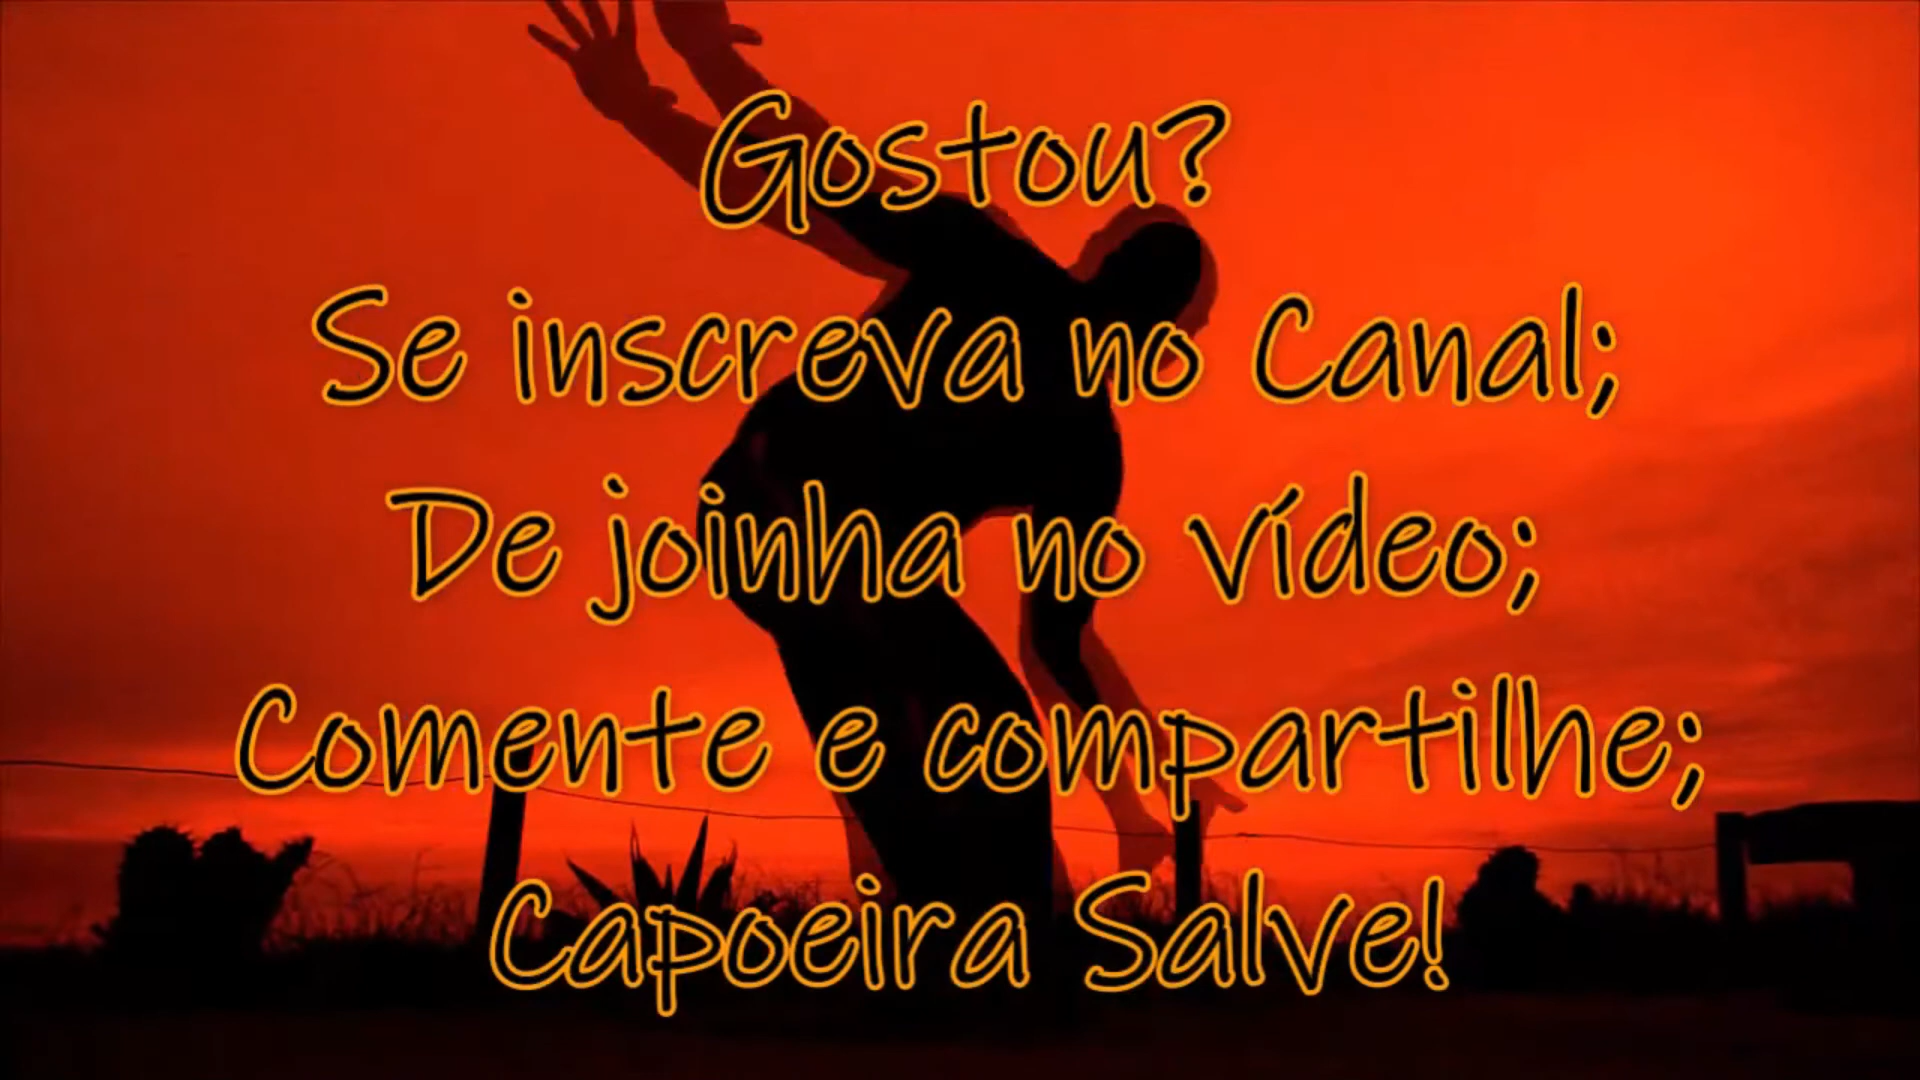 Gostou?
Se inscreva no Canal;
De joinha no vídeo;
Comente e compartilhe;
Capoeira Salve!